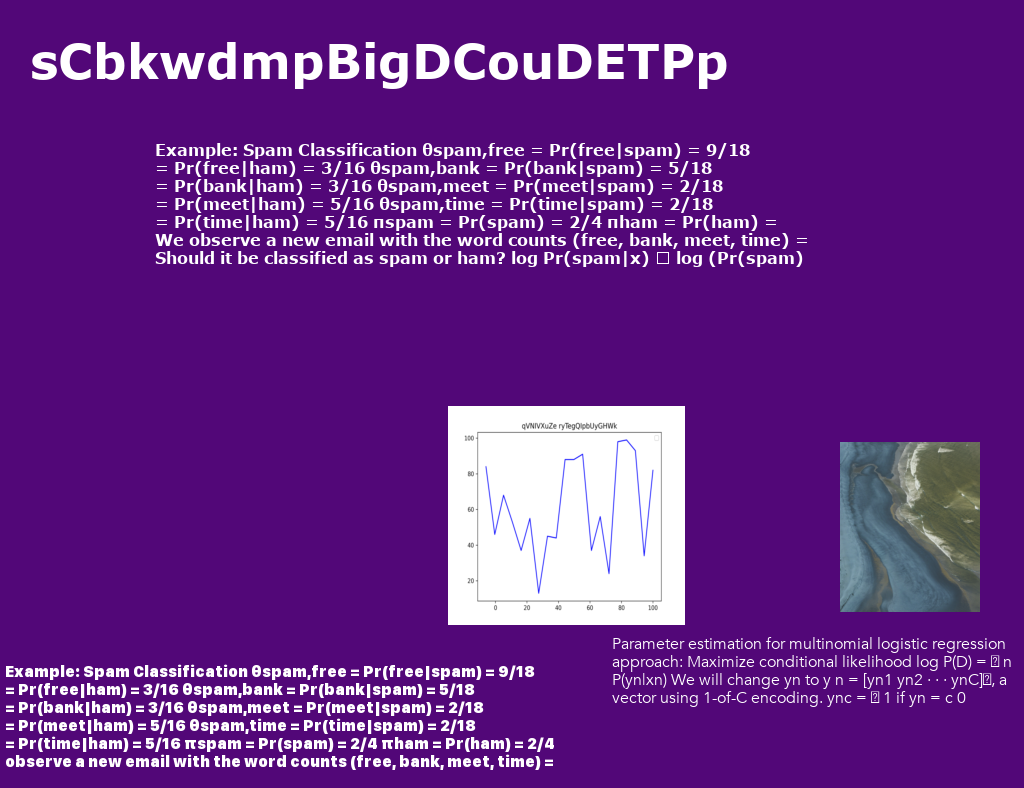 sCbkwdmpBigDCouDETPp
Example: Spam Classification θspam,free = Pr(free|spam) = 9/18
= Pr(free|ham) = 3/16 θspam,bank = Pr(bank|spam) = 5/18
= Pr(bank|ham) = 3/16 θspam,meet = Pr(meet|spam) = 2/18
= Pr(meet|ham) = 5/16 θspam,time = Pr(time|spam) = 2/18
= Pr(time|ham) = 5/16 πspam = Pr(spam) = 2/4 πham = Pr(ham) =
We observe a new email with the word counts (free, bank, meet, time) =
Should it be classified as spam or ham? log Pr(spam|x) □ log (Pr(spam)
qVNIVXuZe ryTegQlpbUyGHWk
100
80
60
40
20
0 20 40 60 80 100
Parameter estimation for multinomial logistic regression
approach: Maximize conditional likelihood log P(D) = n
P(yn|xn) We will change yn to y n = [yn1 yn2 · · · ynC] , a
vector using 1-of-C encoding. ync = 1 if yn = c 0
Example: Spam Classification θspam,free = Pr(free|spam) = 9/18
= Pr(free|ham) = 3/16 θspam,bank = Pr(bank|spam) = 5/18
= Pr(bank|ham) = 3/16 θspam,meet = Pr(meet|spam) = 2/18
= Pr(meet|ham) = 5/16 θspam,time = Pr(time|spam) = 2/18
= Pr(time|ham) = 5/16 πspam = Pr(spam) = 2/4 πham = Pr(ham) = 2/4
observe a new email with the word counts (free, bank, meet, time) =